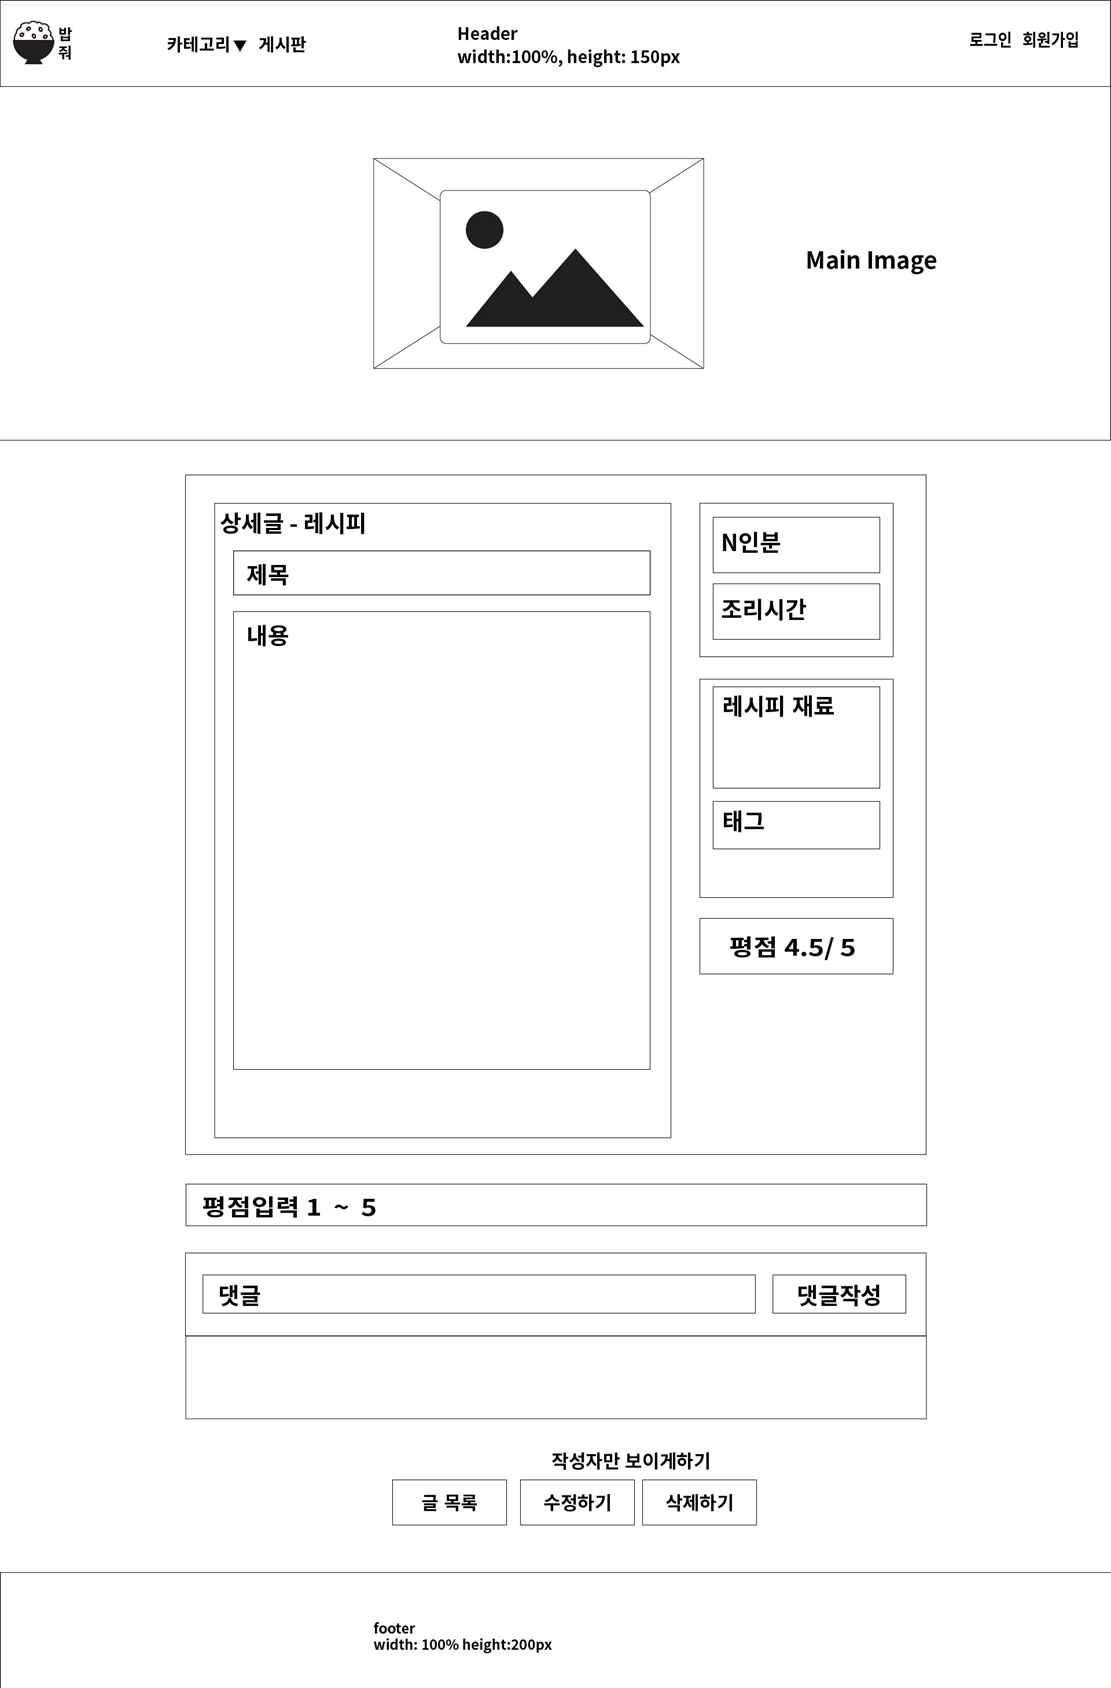 밥
줘
카테고리▼ 게시판
Header
width:100%, height: 150px
로그인 회원가입
Main Image
상세글 - 레시피
제목
내용
N인분
조리시간
레시피 재료
태그
평점 4.5/ 5
평점입력 1 ~ 5
댓글
댓글작성
작성자만 보이게하기
글 목록
수정하기
삭제하기
footer
width: 100% height:200px